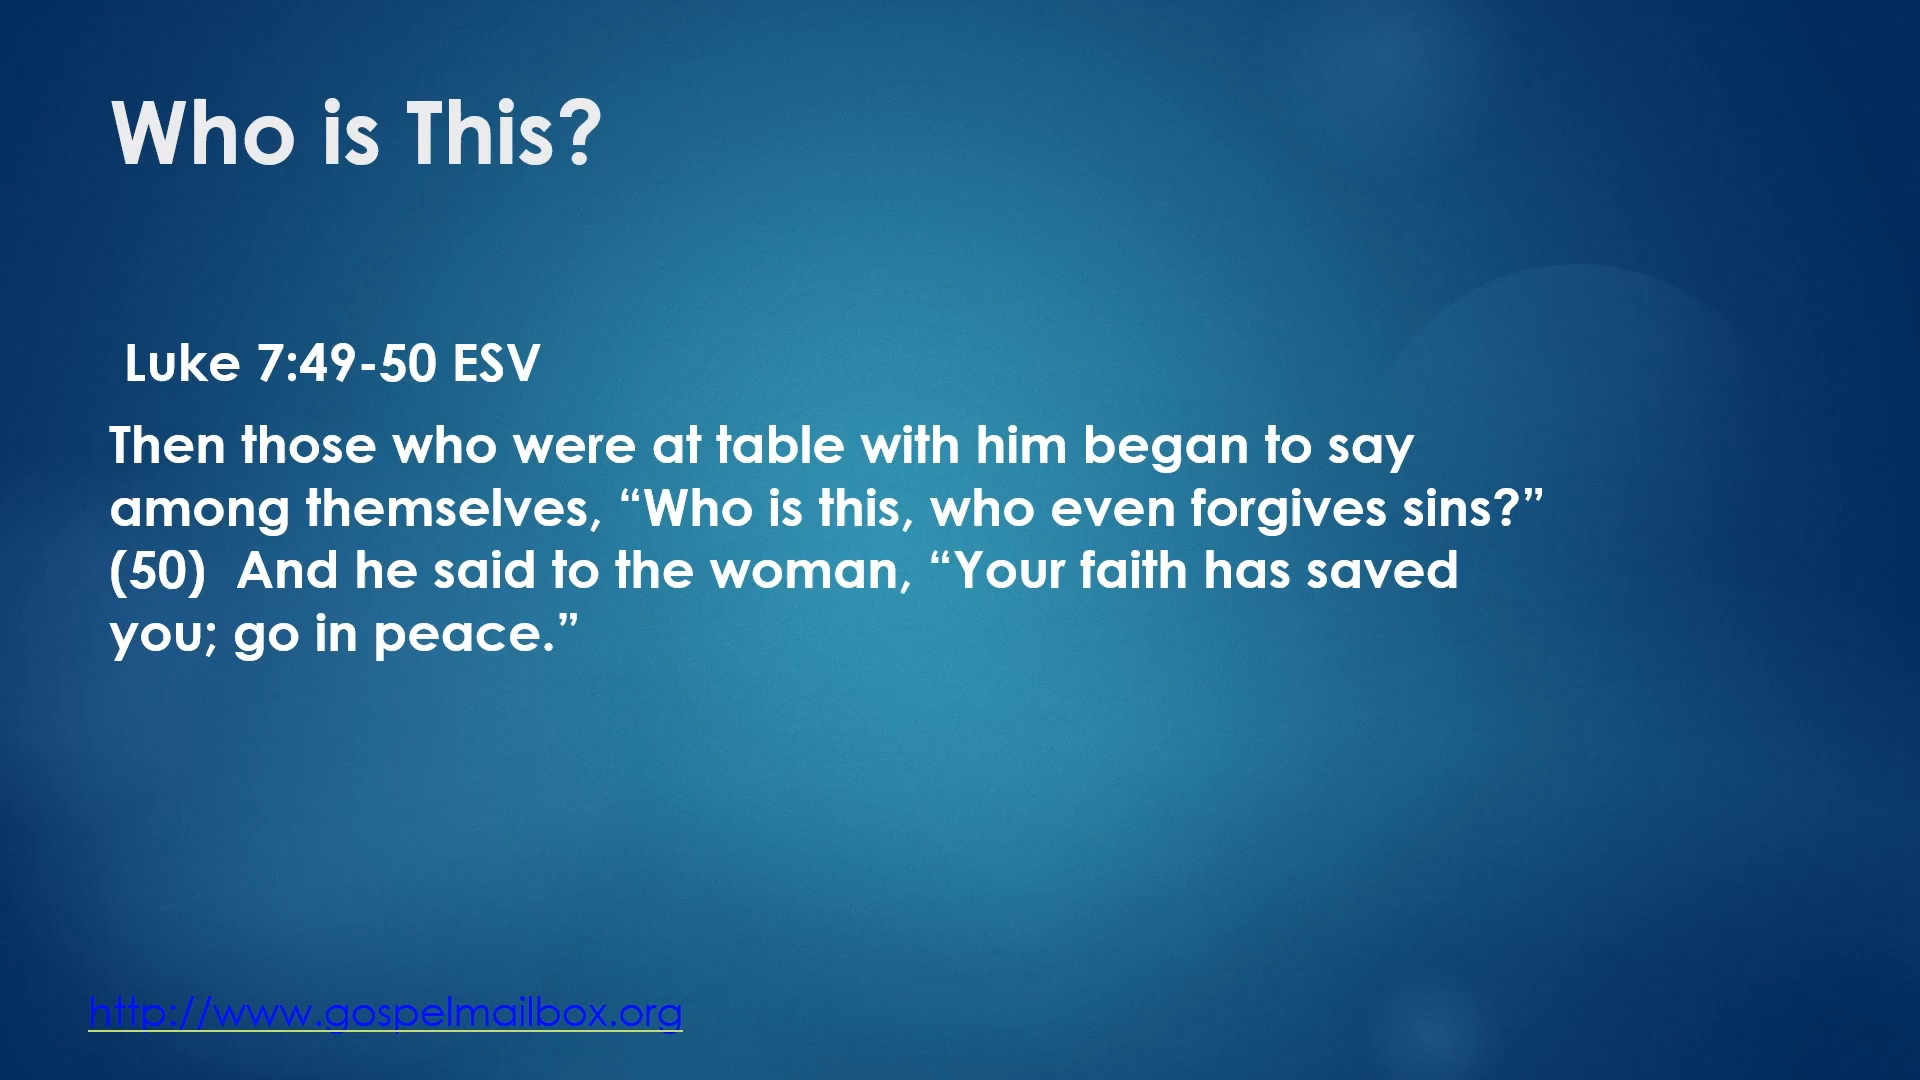 Who is This?
Luke 7:49-50 ESV
Then those who were at table with him began to say
among themselves, “Who is this, who even forgives sins?”
(50)  And he said to the woman, “Your faith has saved
you; go in peace.”
http://www.gospelmailbox.org